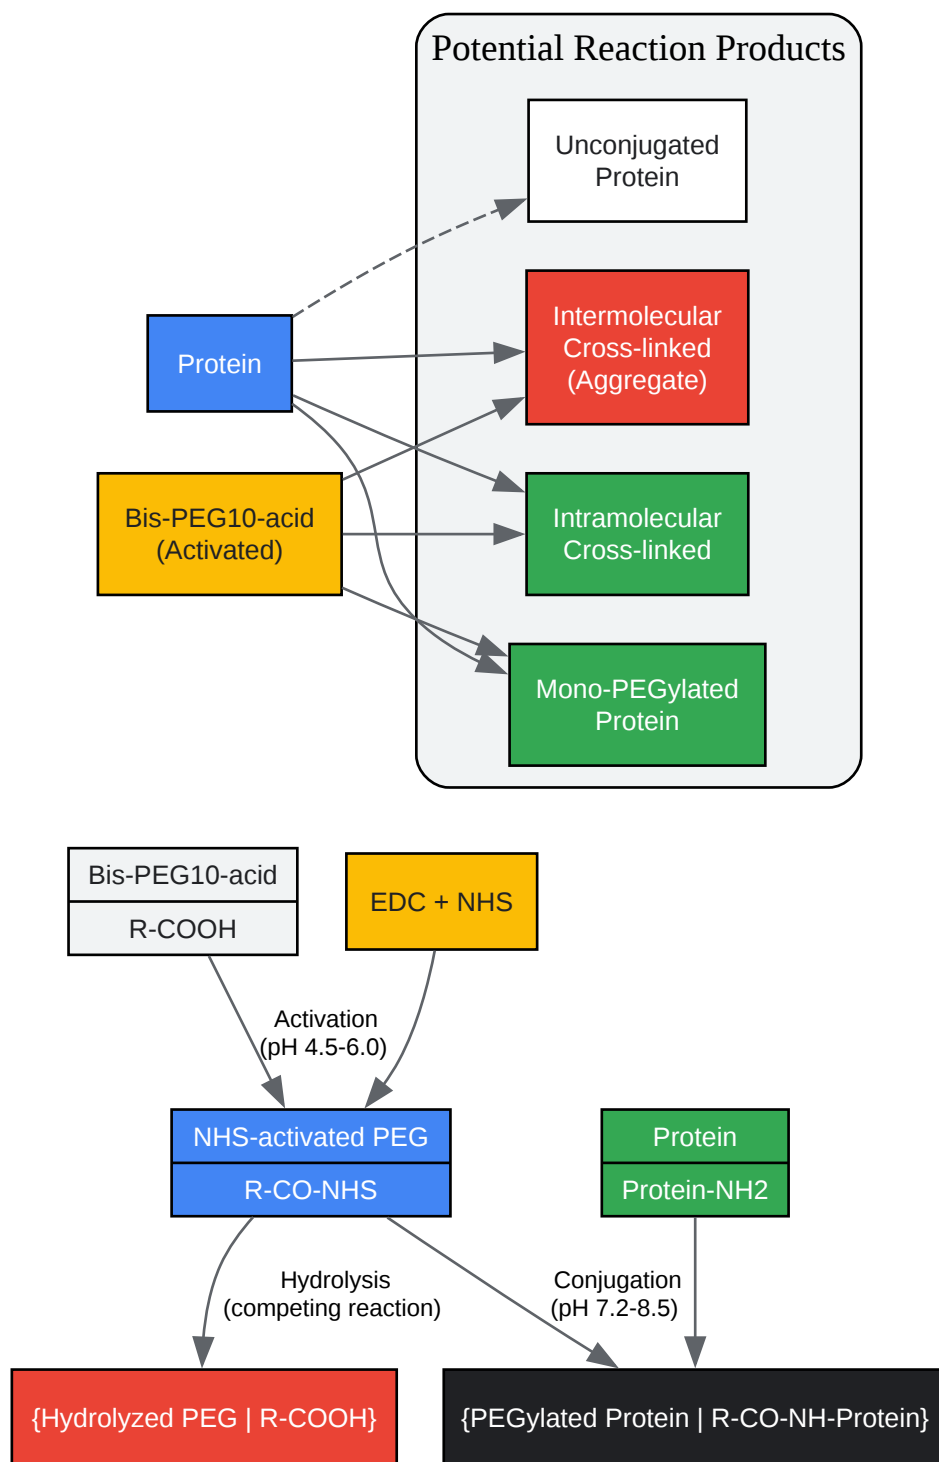 Potential Reaction Products
Unconjugated
Protein
Intermolecular
Cross-linked
(Aggregate)
Protein
Bis-PEG10-acid
(Activated)
Intramolecular
Cross-linked
Mono-PEGylated
Protein
Bis-PEG10-acid
R-COOH
EDC + NHS
Activation
(pH 4.5-6.0)
NHS-activated PEG
R-CO-NHS
Protein
Protein-NH2
Hydrolysis
(competing reaction)
Conjugation
(pH 7.2-8.5)
{Hydrolyzed PEG | R-COOH}
{PEGylated Protein | R-CO-NH-Protein}